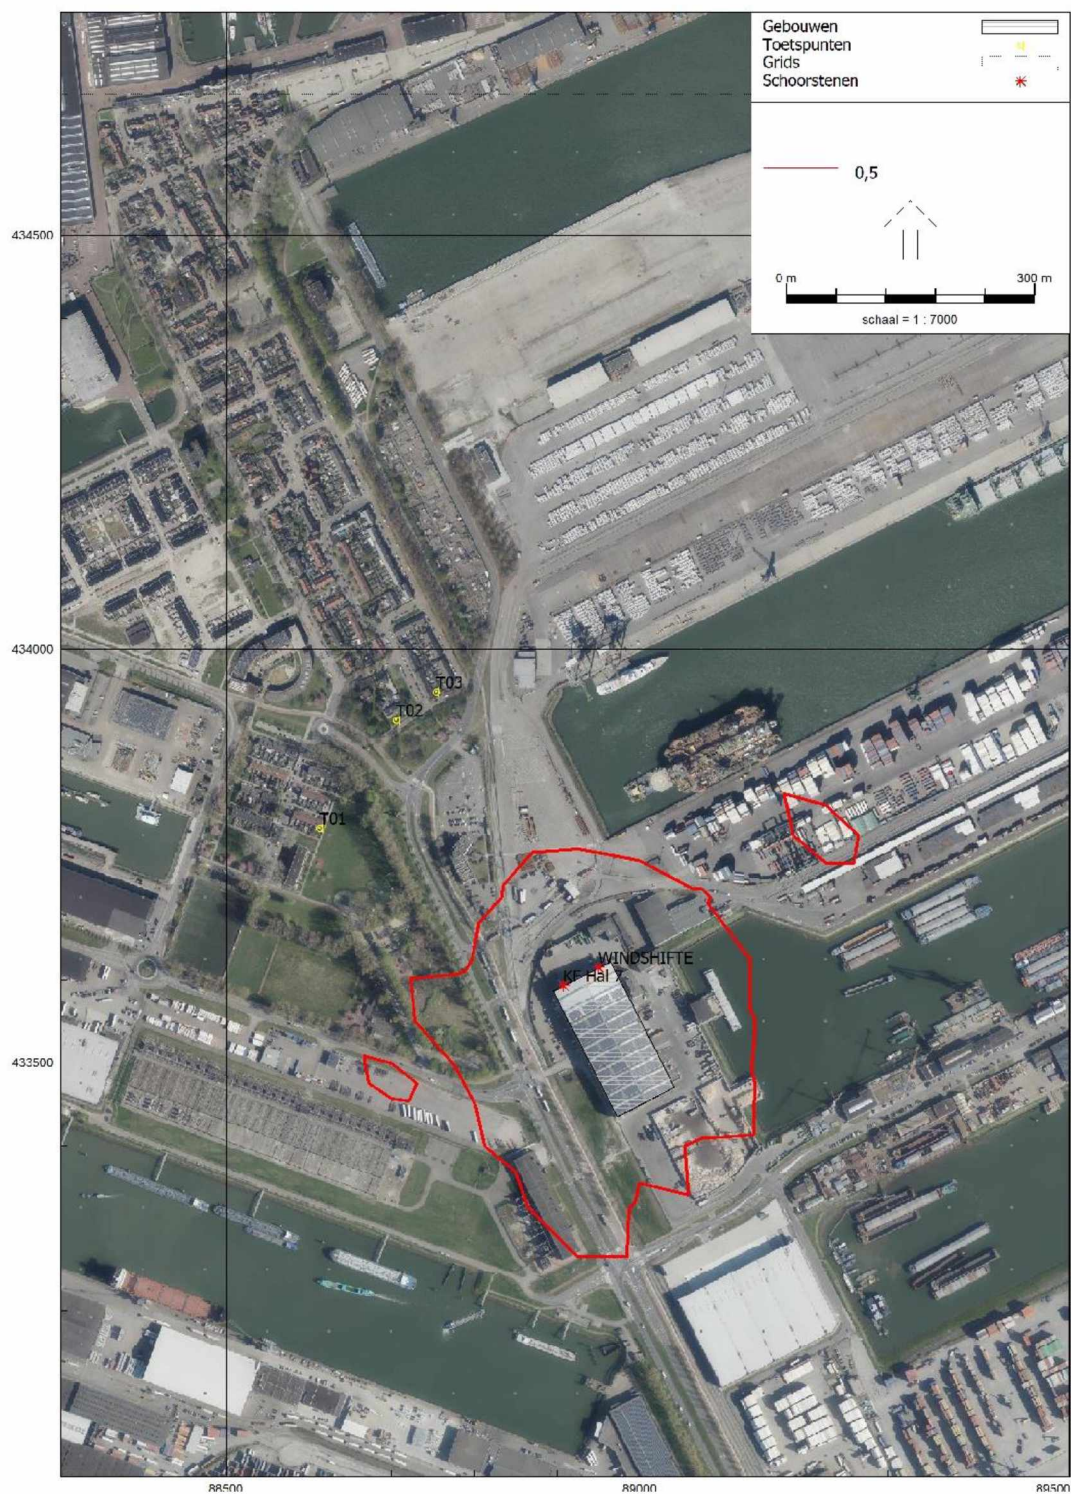 Gebouwen
Toetspunten
Grids
Schoorstenen
0,5
0 m 300 m
schaal = 1 : 7000
434500
434000
T03
T02
T01
WINDSHIFTE
KF Hal 7
433500
88500 89000 89500